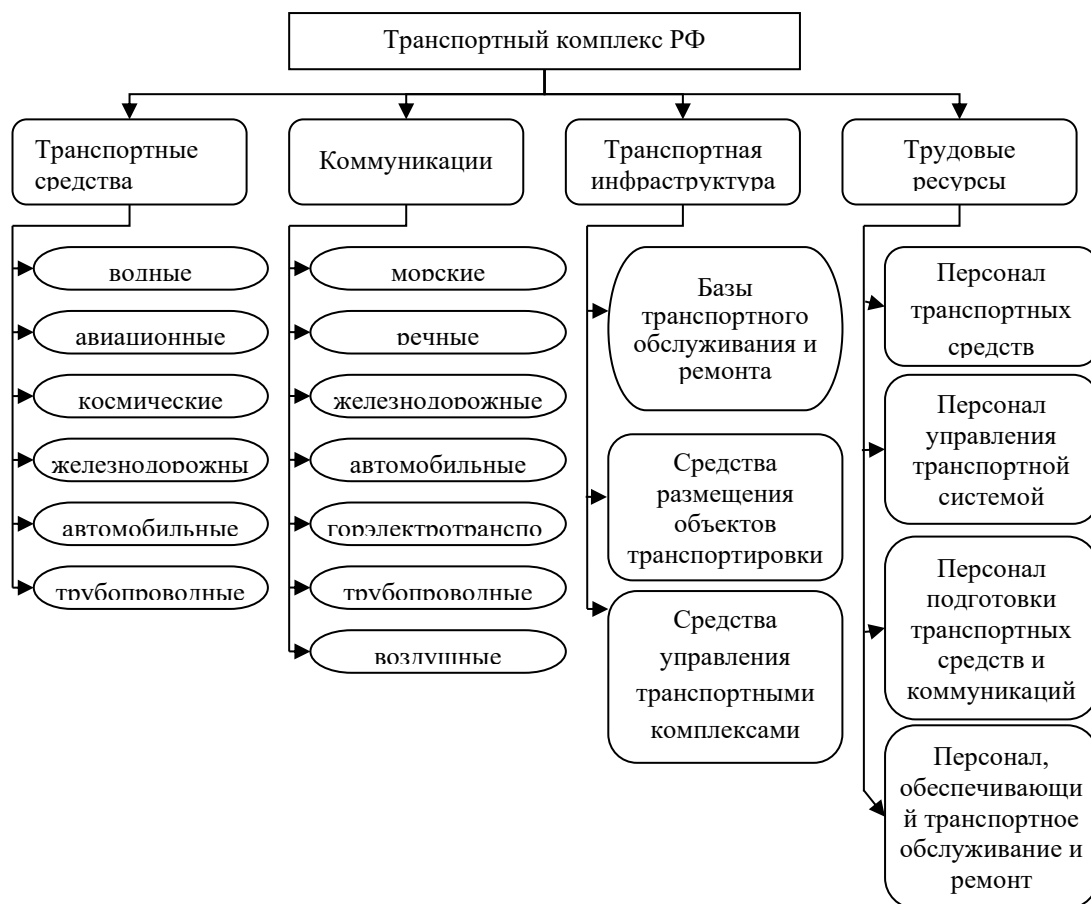 Транспортный комплекс РФ
Транспортные
средства
Коммуникации
Транспортная
инфраструктура
Трудовые
ресурсы
водные
авиационные
космические
железнодорожны
автомобильные
трубопроводные
морские
речные
железнодорожные
автомобильные
горэлектротранспо
трубопроводные
воздушные
Базы
транспортного
обслуживания и
ремонта
Средства
размещения
объектов
транспортировки
Средства
управления
транспортными
комплексами
Персонал
транспортных
средств
Персонал
управления
транспортной
системой
Персонал
подготовки
транспортных
средств и
коммуникаций
Персонал,
обеспечивающи
й транспортное
обслуживание и
ремонт